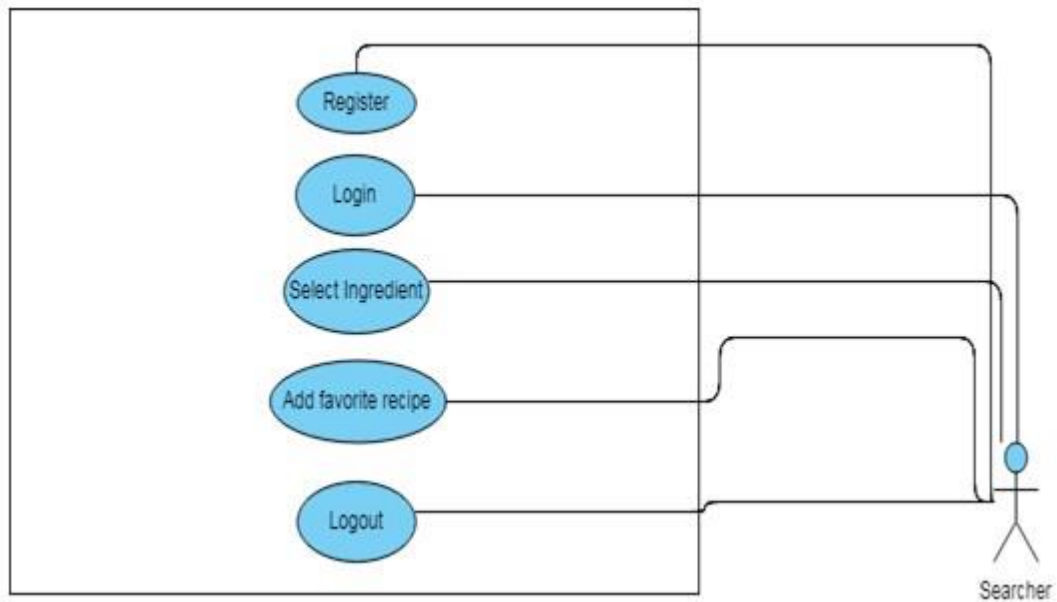 Register
Login
Select Ingredient
Add favorite recipe
Logout
Searcher